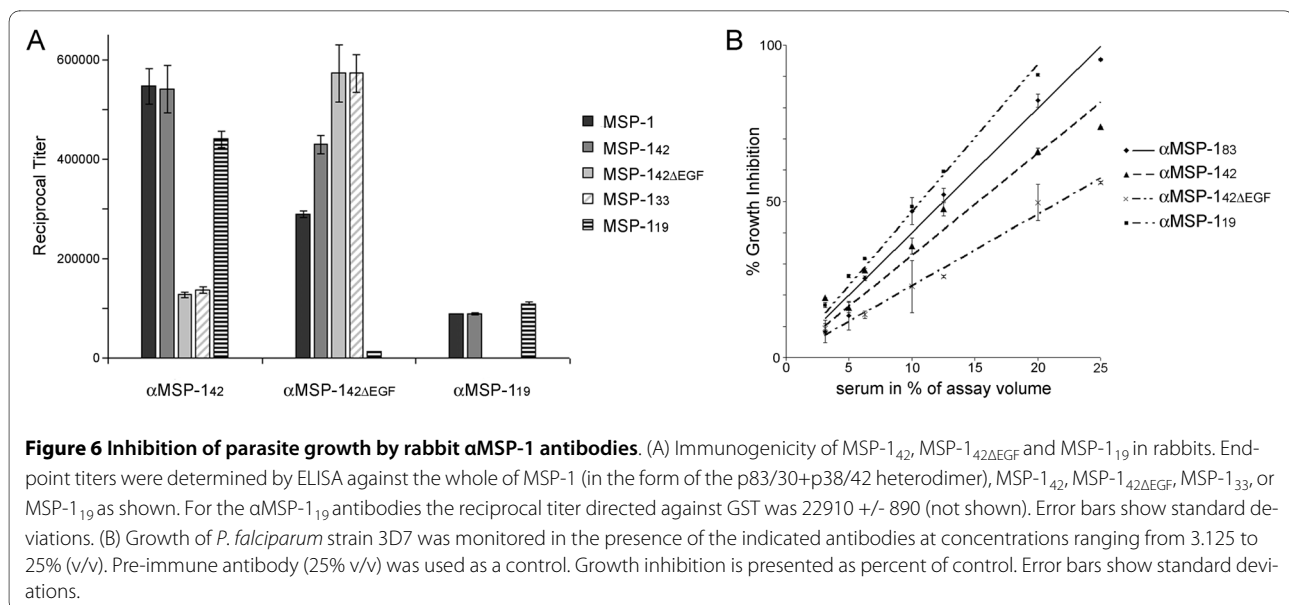 A
600000
400000
200000
0
Reciprocal Titer
αMSP-142
αMSP-142ΔEGF
αMSP-119
MSP-1
MSP-142
MSP-142ΔEGF
MSP-133
MSP-119
B
100
50
0
% Growth Inhibition
0 5 10 15 20 25
serum in % of assay volume
αMSP-183
αMSP-142
αMSP-142ΔEGF
αMSP-119
Figure 6 Inhibition of parasite growth by rabbit αMSP-1 antibodies. (A) Immunogenicity of MSP-142, MSP-142ΔEGF and MSP-119 in rabbits. End-
point titers were determined by ELISA against the whole of MSP-1 (in the form of the p83/30+p38/42 heterodimer), MSP-142, MSP-142ΔEGF, MSP-133, or
MSP-119 as shown. For the αMSP-119 antibodies the reciprocal titer directed against GST was 22910 +/- 890 (not shown). Error bars show standard de-
viations. (B) Growth of P. falciparum strain 3D7 was monitored in the presence of the indicated antibodies at concentrations ranging from 3.125 to
25% (v/v). Pre-immune antibody (25% v/v) was used as a control. Growth inhibition is presented as percent of control. Error bars show standard devi-
ations.